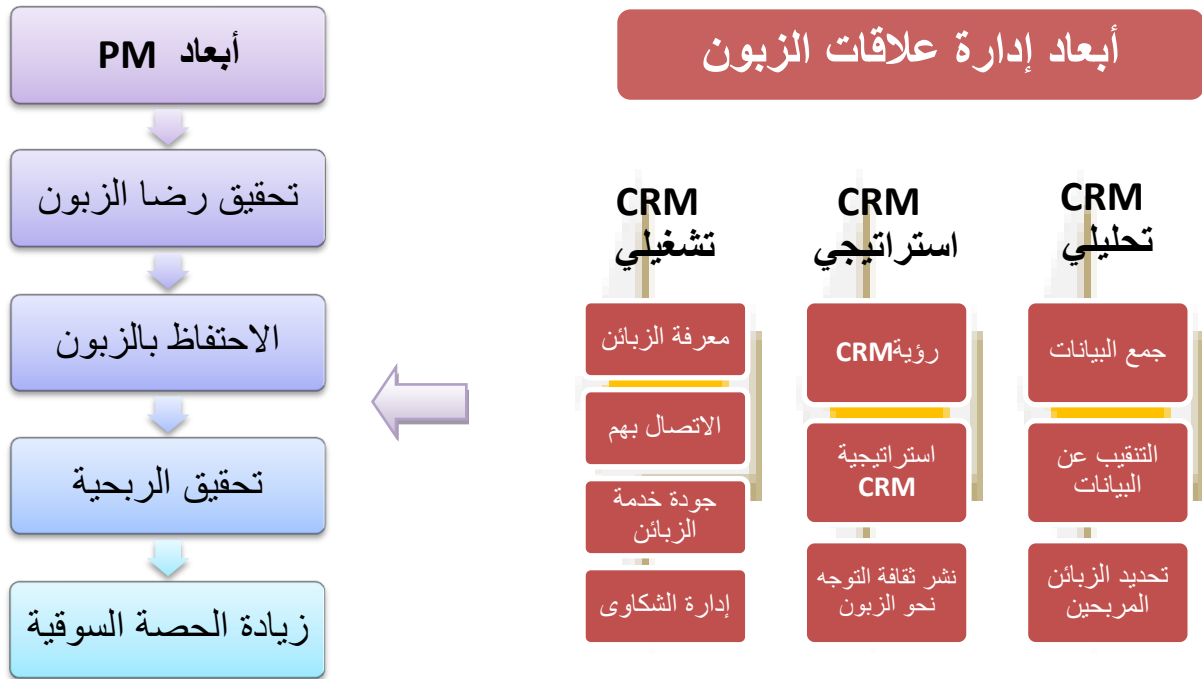 أبعاد إدارة علاقات الزبون
CRM
تحليلي
جمع البيانات
التنقيب عن
البيانات
تحديد الزبائن
المربحين
CRM
استراتيجي
رؤيةCRM
استراتيجية
CRM
نشر ثقافة التوجه
نحو الزبون
CRM
تشغيلي
معرفة الزبائن
الاتصال بهم
جودة خدمة
الزبائن
إدارة الشكاوى
أبعاد PM
تحقيق رضا الزبون
الاحتفاظ بالزبون
تحقيق الربحية
زيادة الحصة السوقية